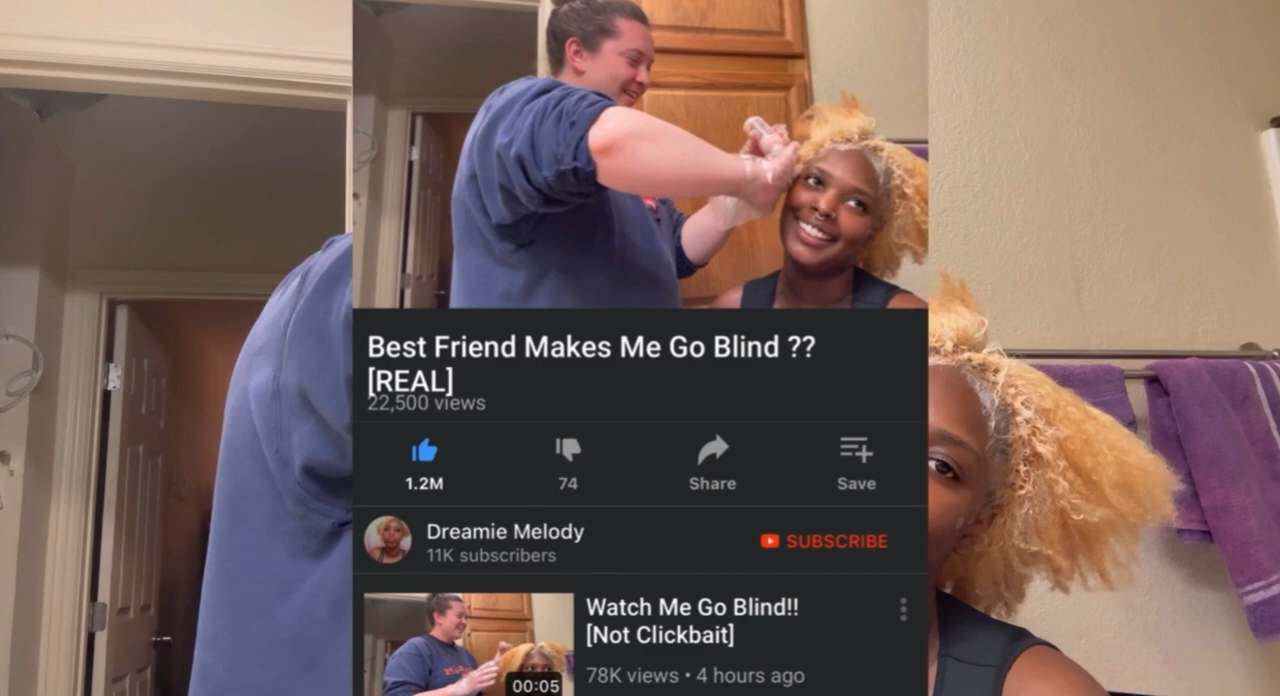 Best Friend Makes Me Go Blind ??
[REAL]
22,500 views
1.2M
74
Share
Save
Dreamie Melody
11K subscribers
SUBSCRIBE
Watch Me Go Blind!!
[Not Clickbait]
78K views • 4 hours ago
00:05